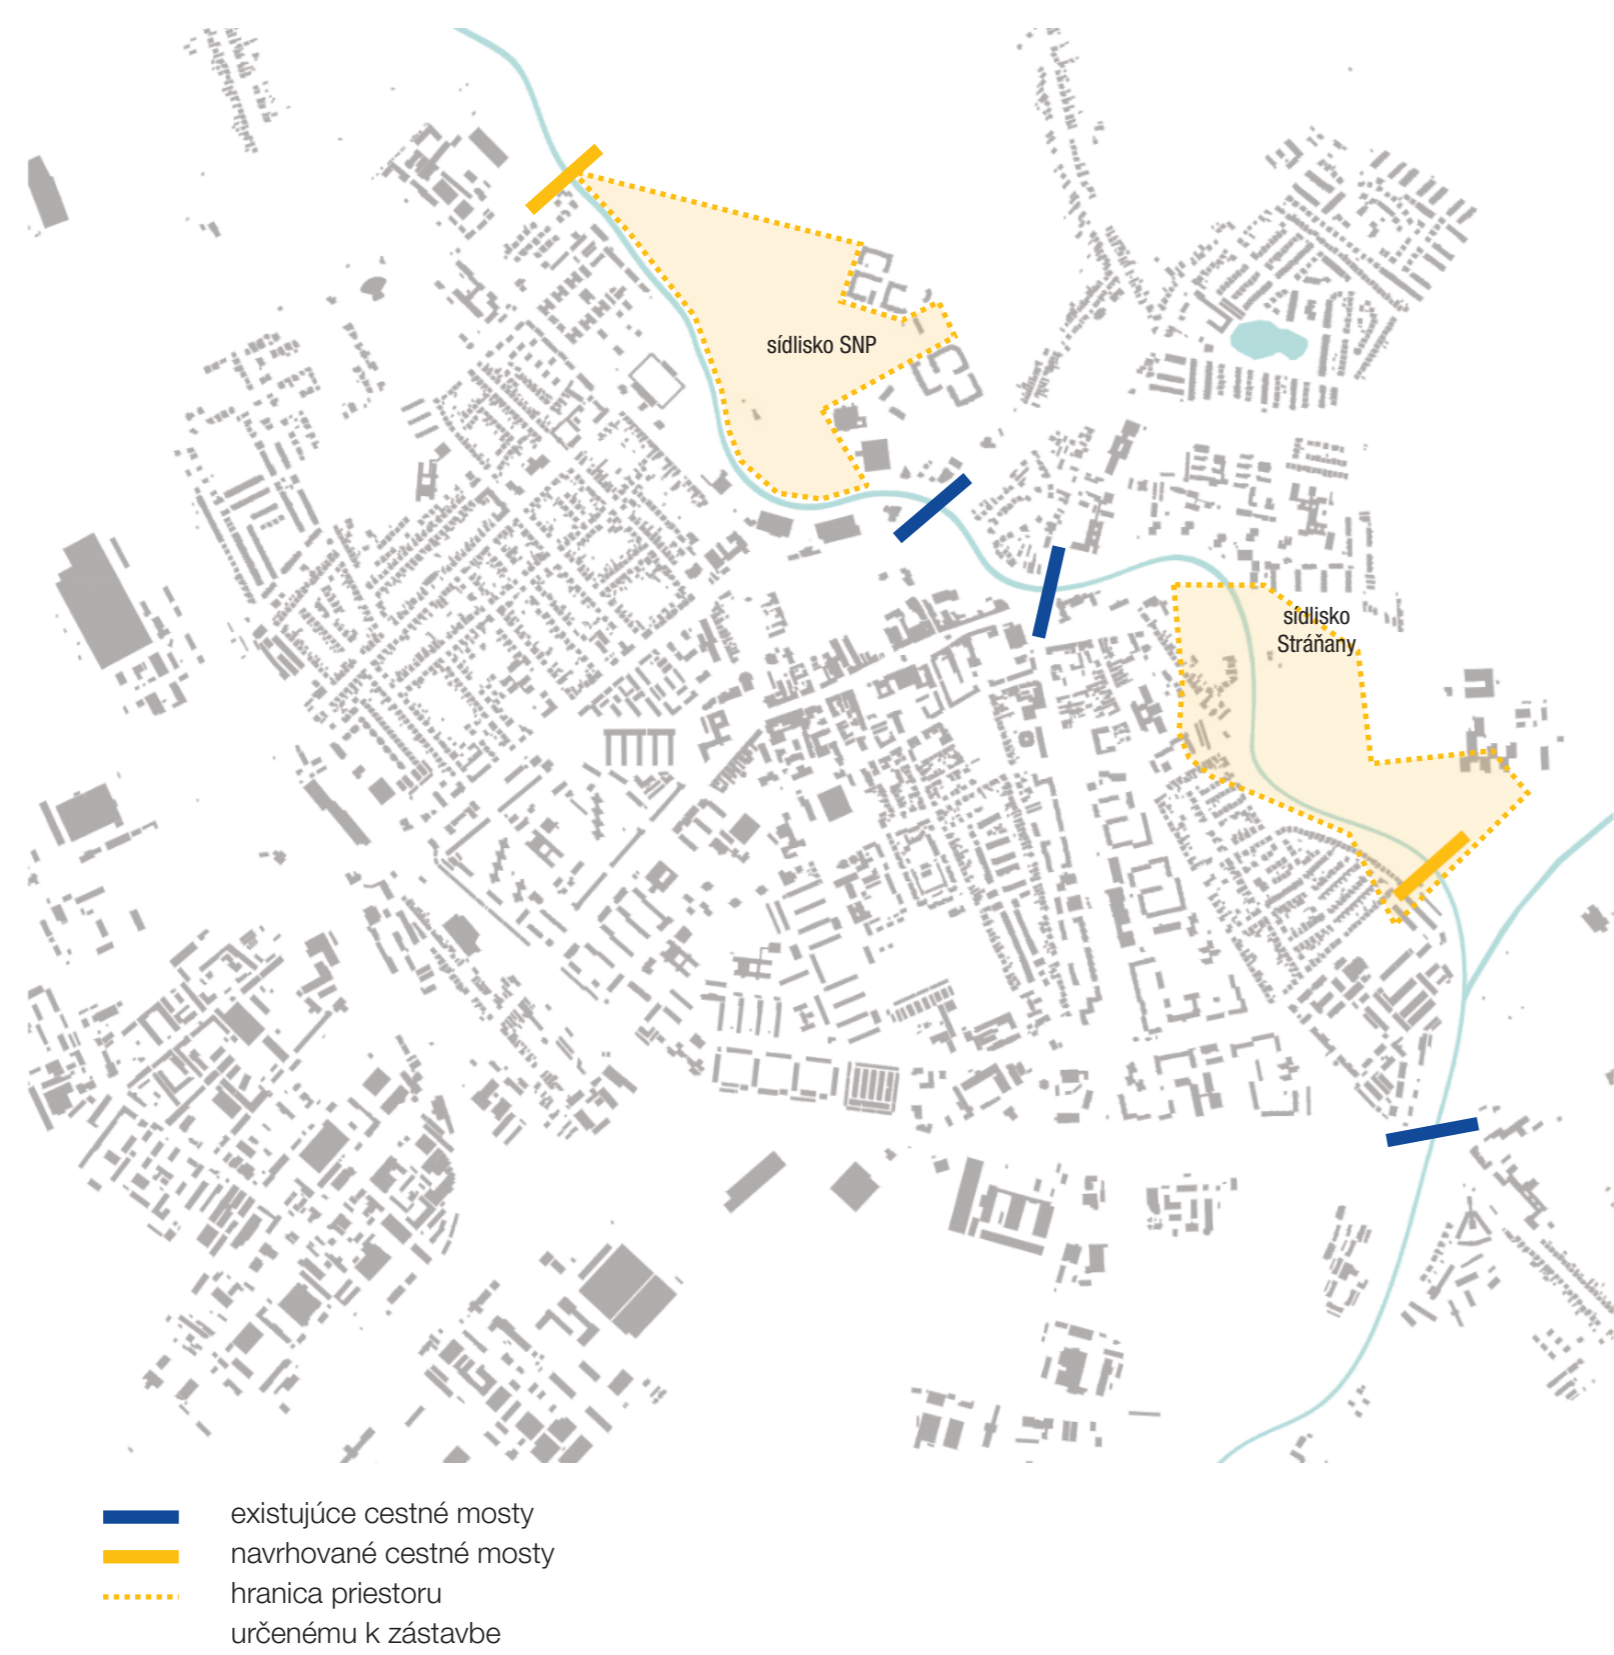 sídlisko SNP
sídlisko
Stráňany
existujúce cestné mosty
navrhované cestné mosty
hranica priestoru
určenému k zástavbe